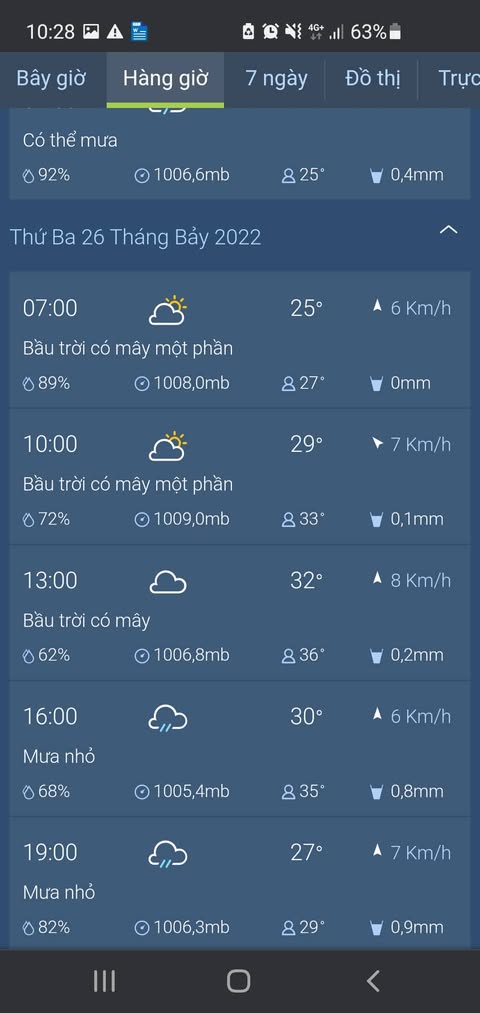 10:28 4G+ 63%
Bây giờ Hàng giờ 7 ngày Đồ thị Trực
Có thể mưa
92% 1006,6mb 25° 0,4mm
Thứ Ba 26 Tháng Bảy 2022
07:00 25° 6 Km/h
Bầu trời có mây một phần
89% 1008,0mb 27° 0mm
10:00 29° 7 Km/h
Bầu trời có mây một phần
72% 1009,0mb 33° 0,1mm
13:00 32° 8 Km/h
Bầu trời có mây
62% 1006,8mb 36° 0,2mm
16:00 30° 6 Km/h
Mưa nhỏ
68% 1005,4mb 35° 0,8mm
19:00 27° 7 Km/h
Mưa nhỏ
82% 1006,3mb 29° 0,9mm